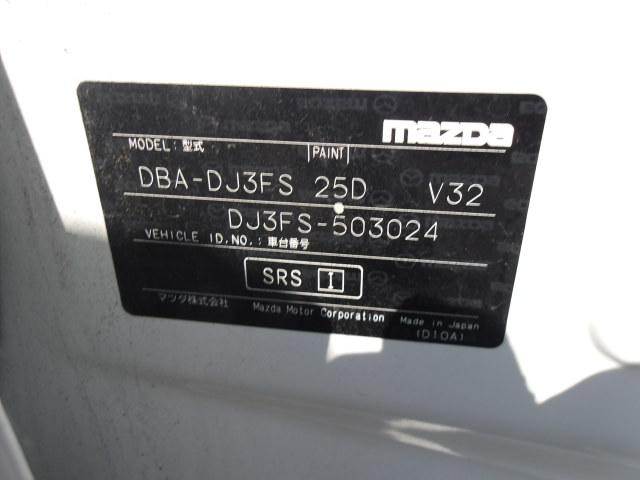 mazda
MODEL:型式 PAINT
DBA-DJ3FS 25D V32
DJ3FS-503024
VEHICLE ID.NO.:車台番号
SRS I
マツダ株式会社 Mazda Motor Corporation Made in Japan
(D10A)